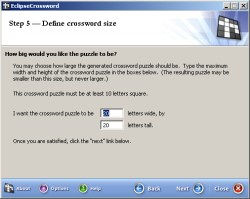 EclipseCrossword
Step 5 — Define crossword size
How big would you like the puzzle to be?
You may choose how large the generated crossword puzzle should be. Type the maximum
width and height of the crossword puzzle in the boxes below. (The resulting puzzle may be
smaller than this size, but never larger.)
This crossword puzzle must be at least 10 letters square.
I want the crossword puzzle to be 20 letters wide, by
20 letters tall.
Once you are satisfied, click the "next" link below.
About Options Help Back Next Close